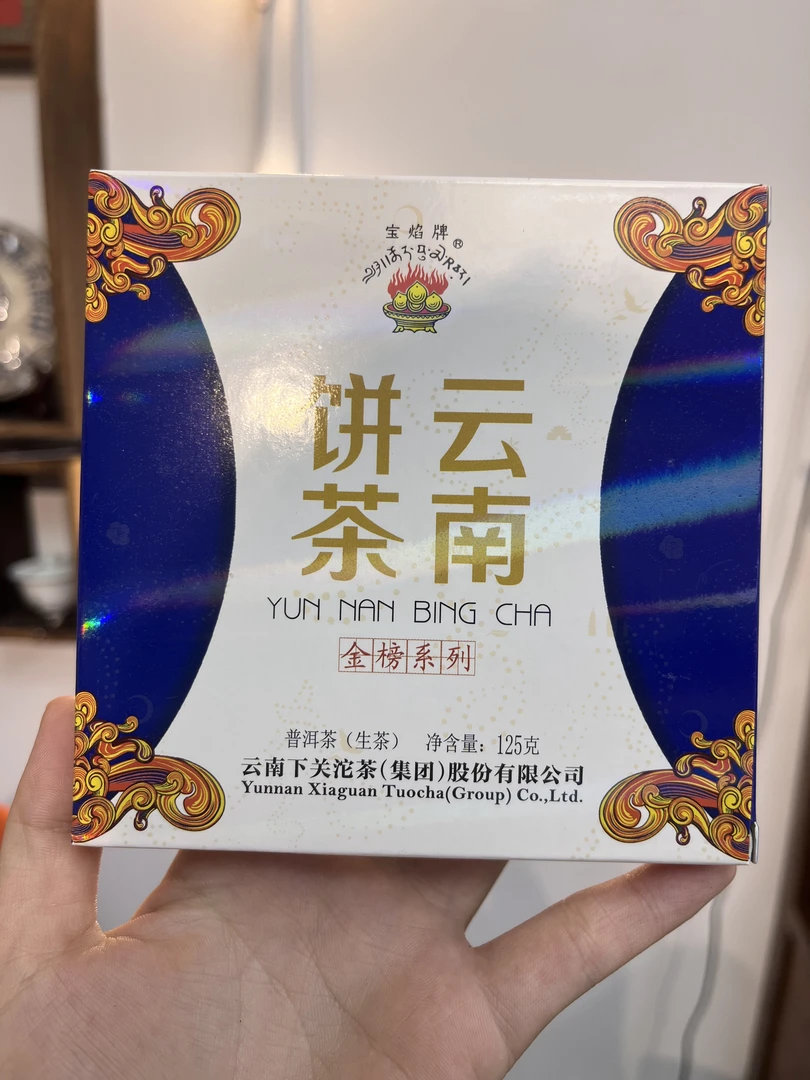 宝焰牌®
云南
饼茶
YUN NAN BING CHA
金榜系列
普洱茶（生茶） 净含量：125克
云南下关沱茶(集团)股份有限公司
Yunnan Xiaguan Tuocha(Group) Co.,Ltd.